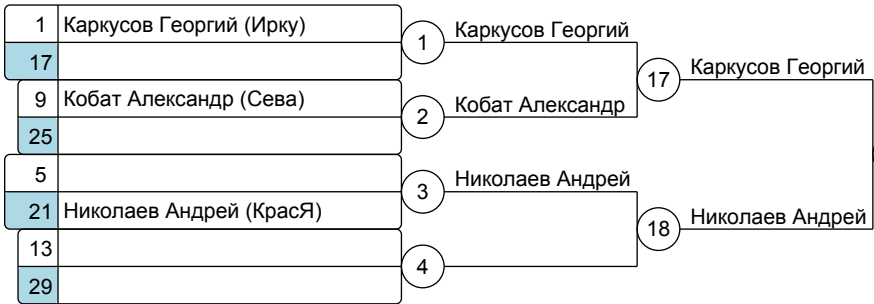 1 Каркусов Георгий (Ирку)
17
9 Кобат Александр (Сева)
25
5
21 Николаев Андрей (КрасЯ)
13
29
1 Каркусов Георгий
2 Кобат Александр
3 Николаев Андрей
4
17 Каркусов Георгий
18 Николаев Андрей